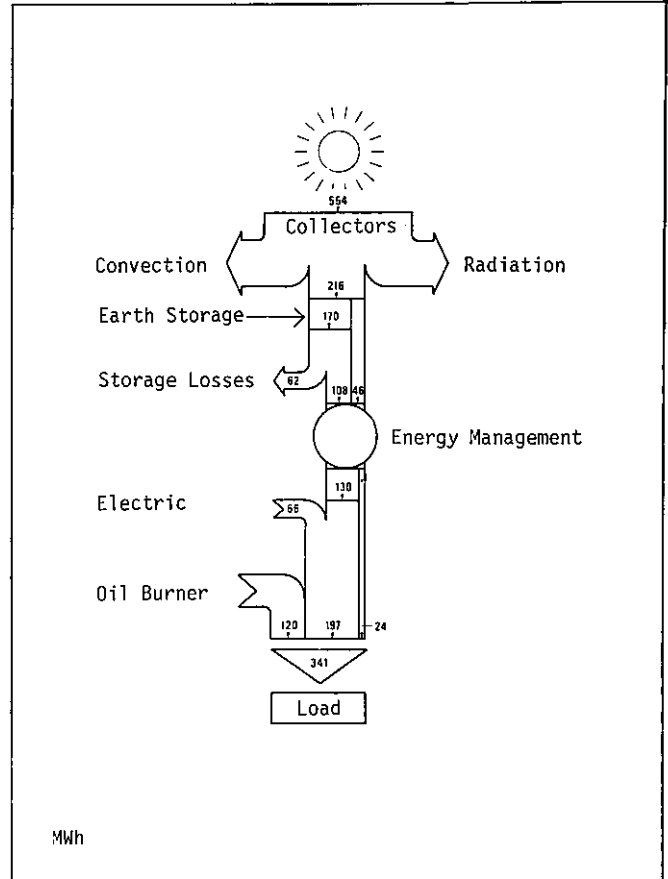 Collectors
Convection
Radiation
216
Earth Storage
170
Storage Losses
62
108
46
Energy Management
130
Electric
66
Oil Burner
120
197
24
341
Load
MWh